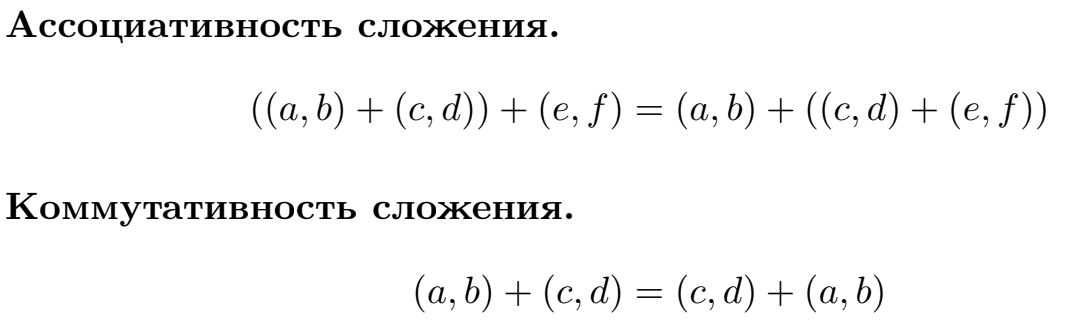 Ассоциативность сложения.
((a, b) + (c, d)) + (e, f) = (a, b) + ((c, d) + (e, f))
Коммутативность сложения.
(a, b) + (c, d) = (c, d) + (a, b)